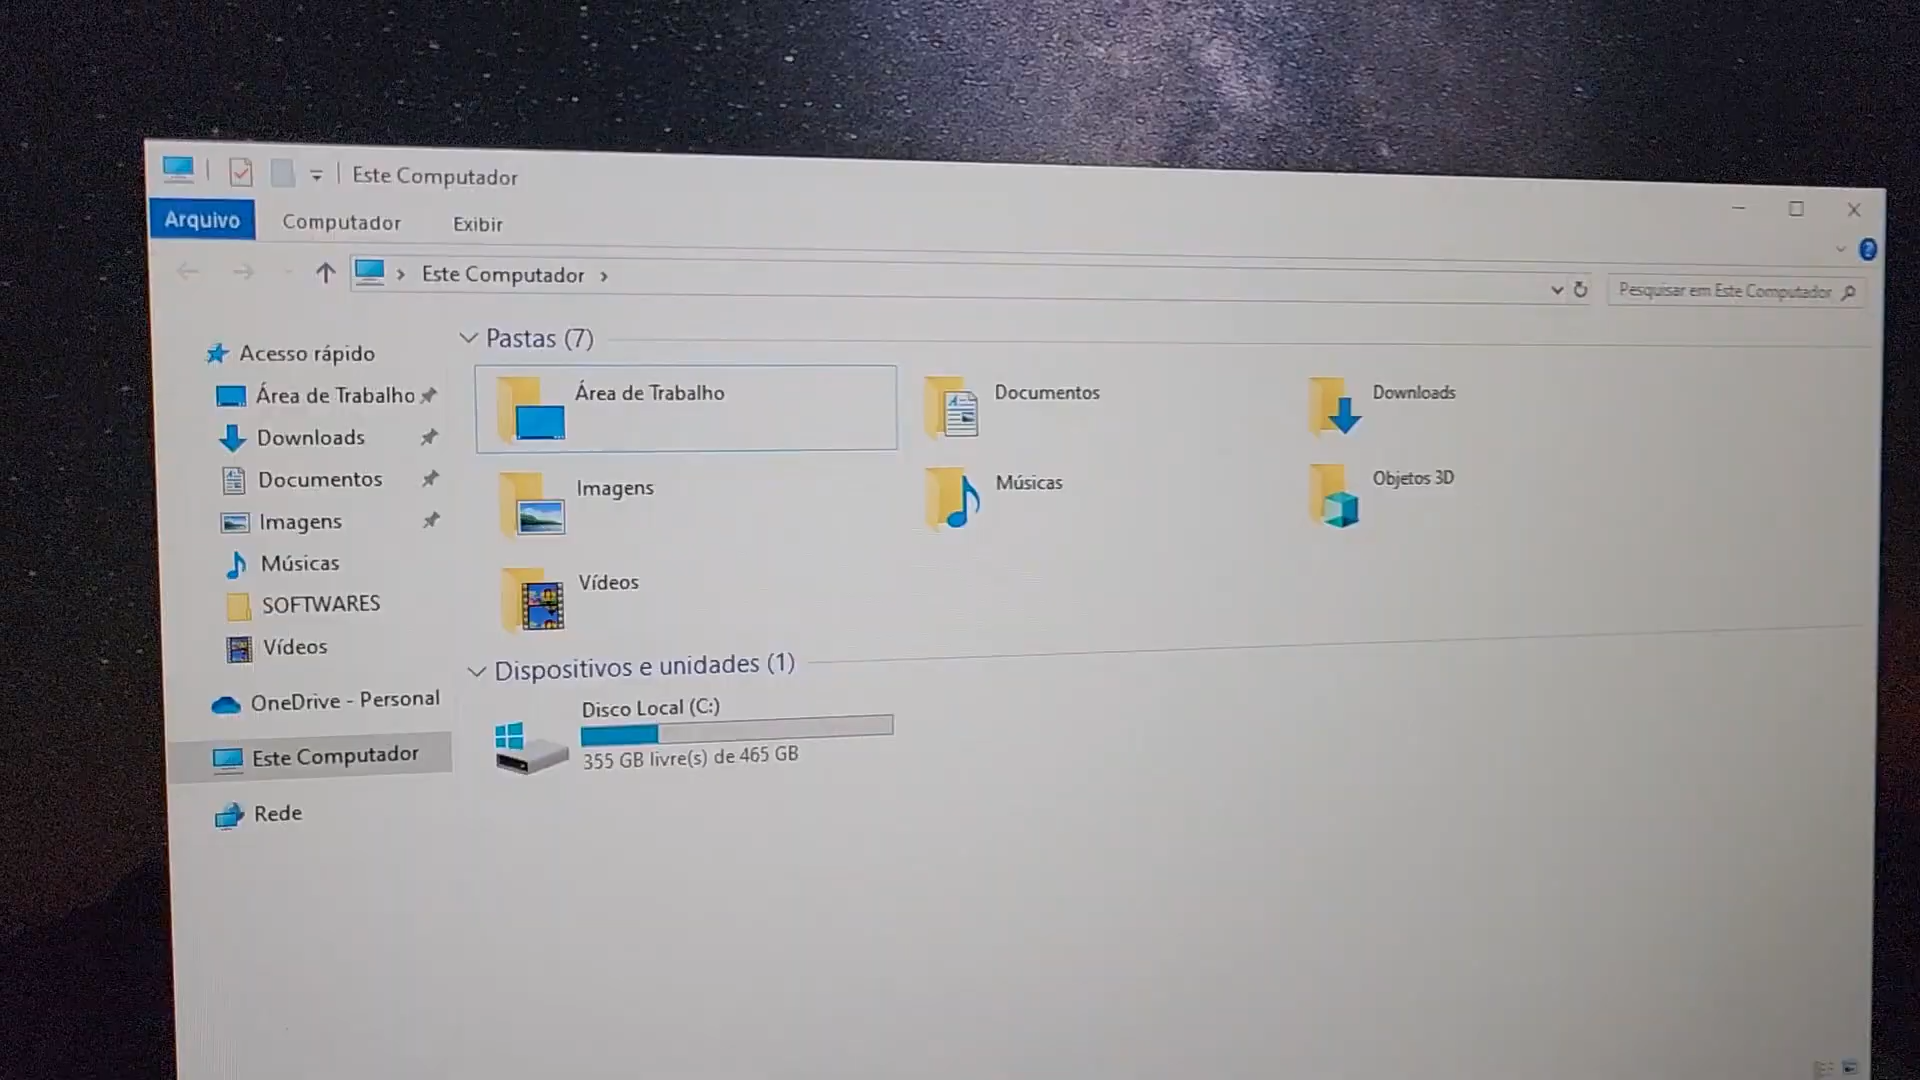 Este Computador
Arquivo Computador Exibir
Este Computador
Pesquisar em Este Computador
Acesso rápido
Área de Trabalho
Downloads
Documentos
Imagens
Músicas
SOFTWARES
Vídeos
OneDrive - Personal
Este Computador
Rede
Pastas (7)
Área de Trabalho
Documentos
Downloads
Imagens
Músicas
Objetos 3D
Vídeos
Dispositivos e unidades (1)
Disco Local (C:)
355 GB livre(s) de 465 GB